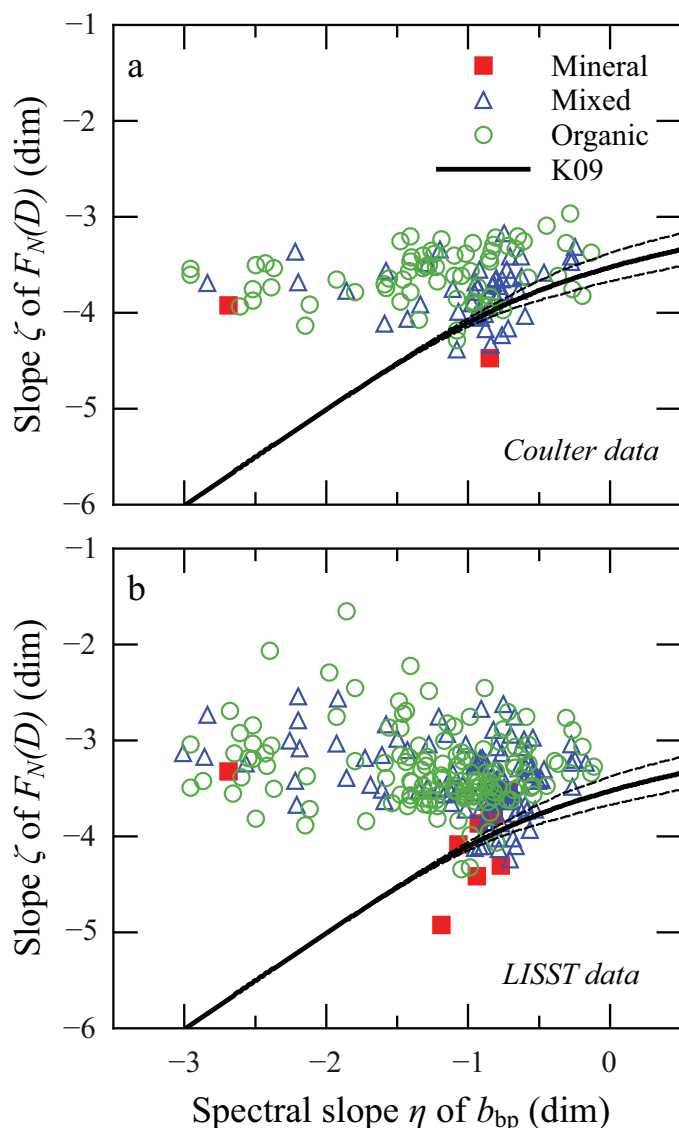 −1
a
Mineral
Mixed
−2
Organic
K09
−3
−4
−5
Coulter data
−6
Slope ζ of F_N(D) (dim)
−1
b
−2
−3
−4
−5
LISST data
−6
Slope ζ of F_N(D) (dim)
−3 −2 −1 0
Spectral slope η of b_bp (dim)